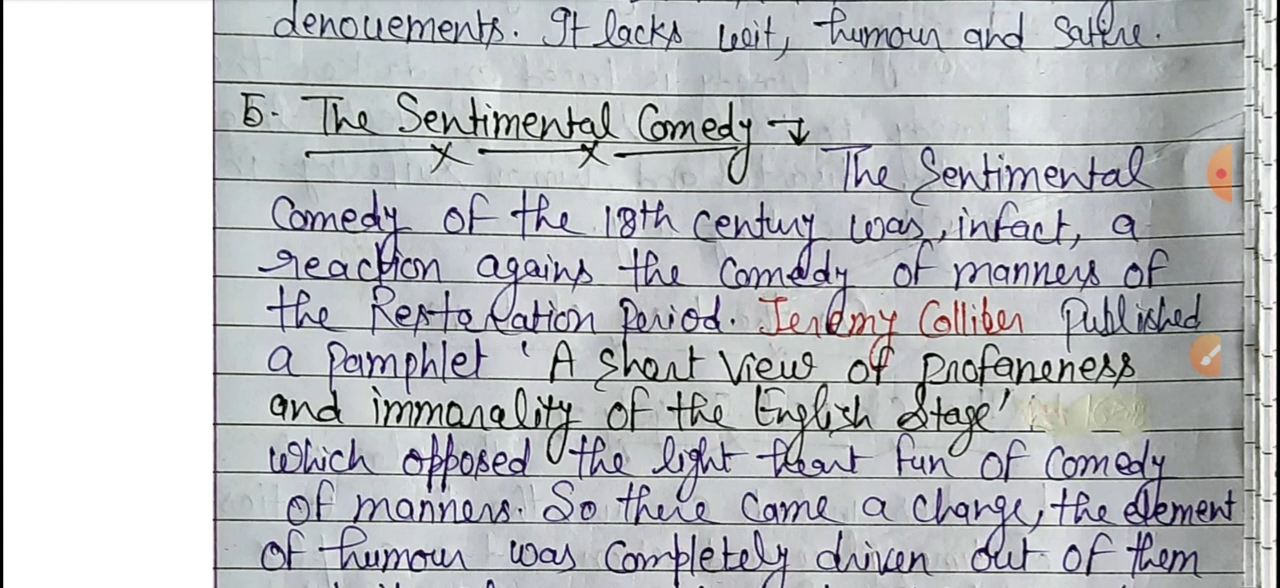 denouements. It lacks wit, humour and satire.
5. The Sentimental Comedy →
The Sentimental
Comedy of the 18th century was, infact, a
reaction agains the comedy of manners of
the Restoration Period. Jeremy Colliber Published
a pamphlet 'A short View of profaneness
and immorality of the English Stage'
which opposed the light heart fun of comedy
of manners. So there came a change, the element
of humour was completely driven out of them